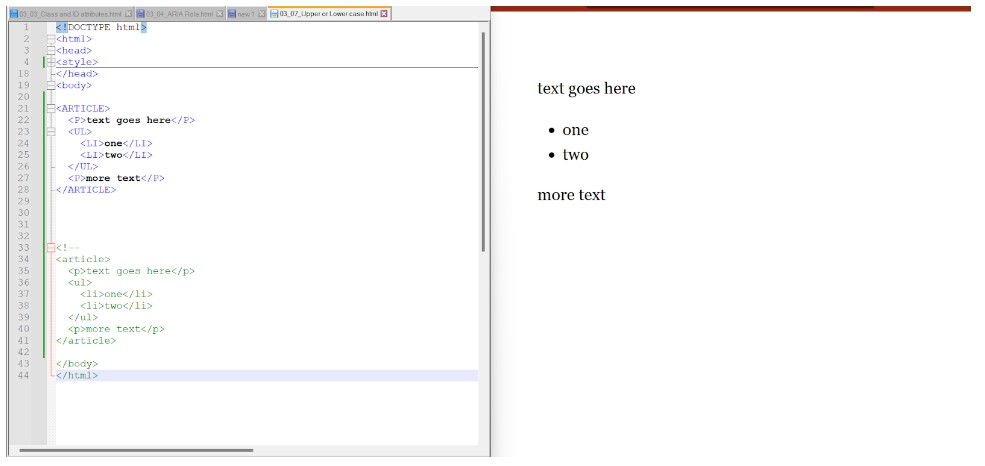 03_03_Class and ID attributes.html
03_04_ARIA Role.html
new 1
03_07_Upper or Lower case.html
1 <!DOCTYPE html>
2 <html>
3 <head>
4 <style>
18 </head>
19 <body>
20
21 <ARTICLE>
22 <P>text goes here</P>
23 <UL>
24 <LI>one</LI>
25 <LI>two</LI>
26 </UL>
27 <P>more text</P>
28 </ARTICLE>
29
30
31
32
33 <!--
34 <article>
35 <p>text goes here</p>
36 <ul>
37 <li>one</li>
38 <li>two</li>
39 </ul>
40 <p>more text</p>
41 </article>
42
43 </body>
44 </html>
text goes here
• one
• two
more text